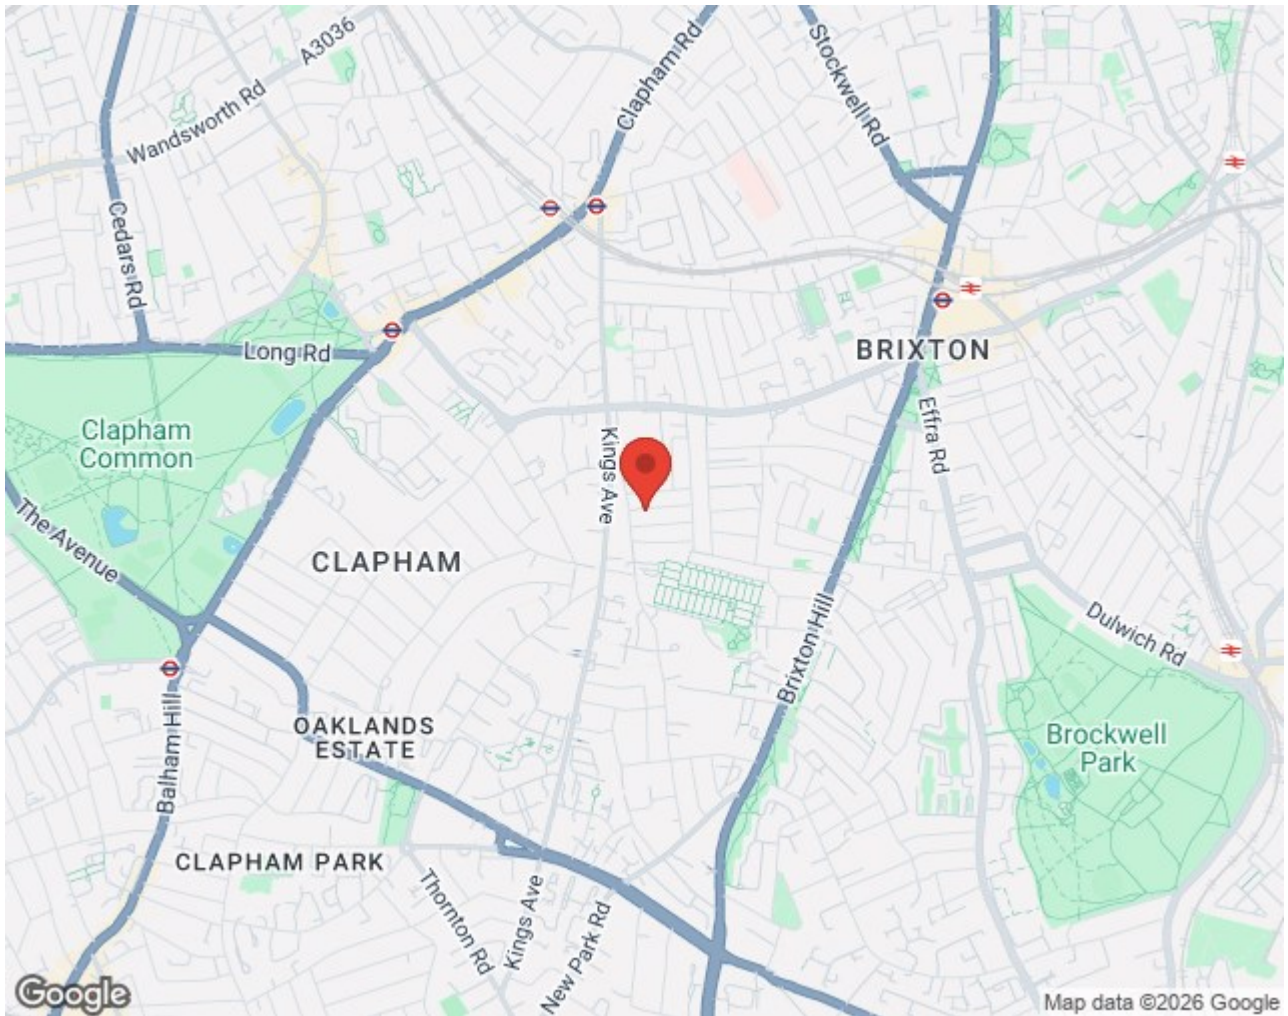 A3036
Wandsworth Rd
Clapham Rd
Stockwell Rd
Cedars Rd
Long Rd
BRIXTON
Clapham
Common
Kings Ave
Effra Rd
The Avenue
CLAPHAM
Dulwich Rd
Brixton Hill
Balham Hill
OAKLANDS
ESTATE
Brockwell
Park
CLAPHAM PARK
Thornton Rd
Kings Ave
New Park Rd
Google
Map data ©2026 Google